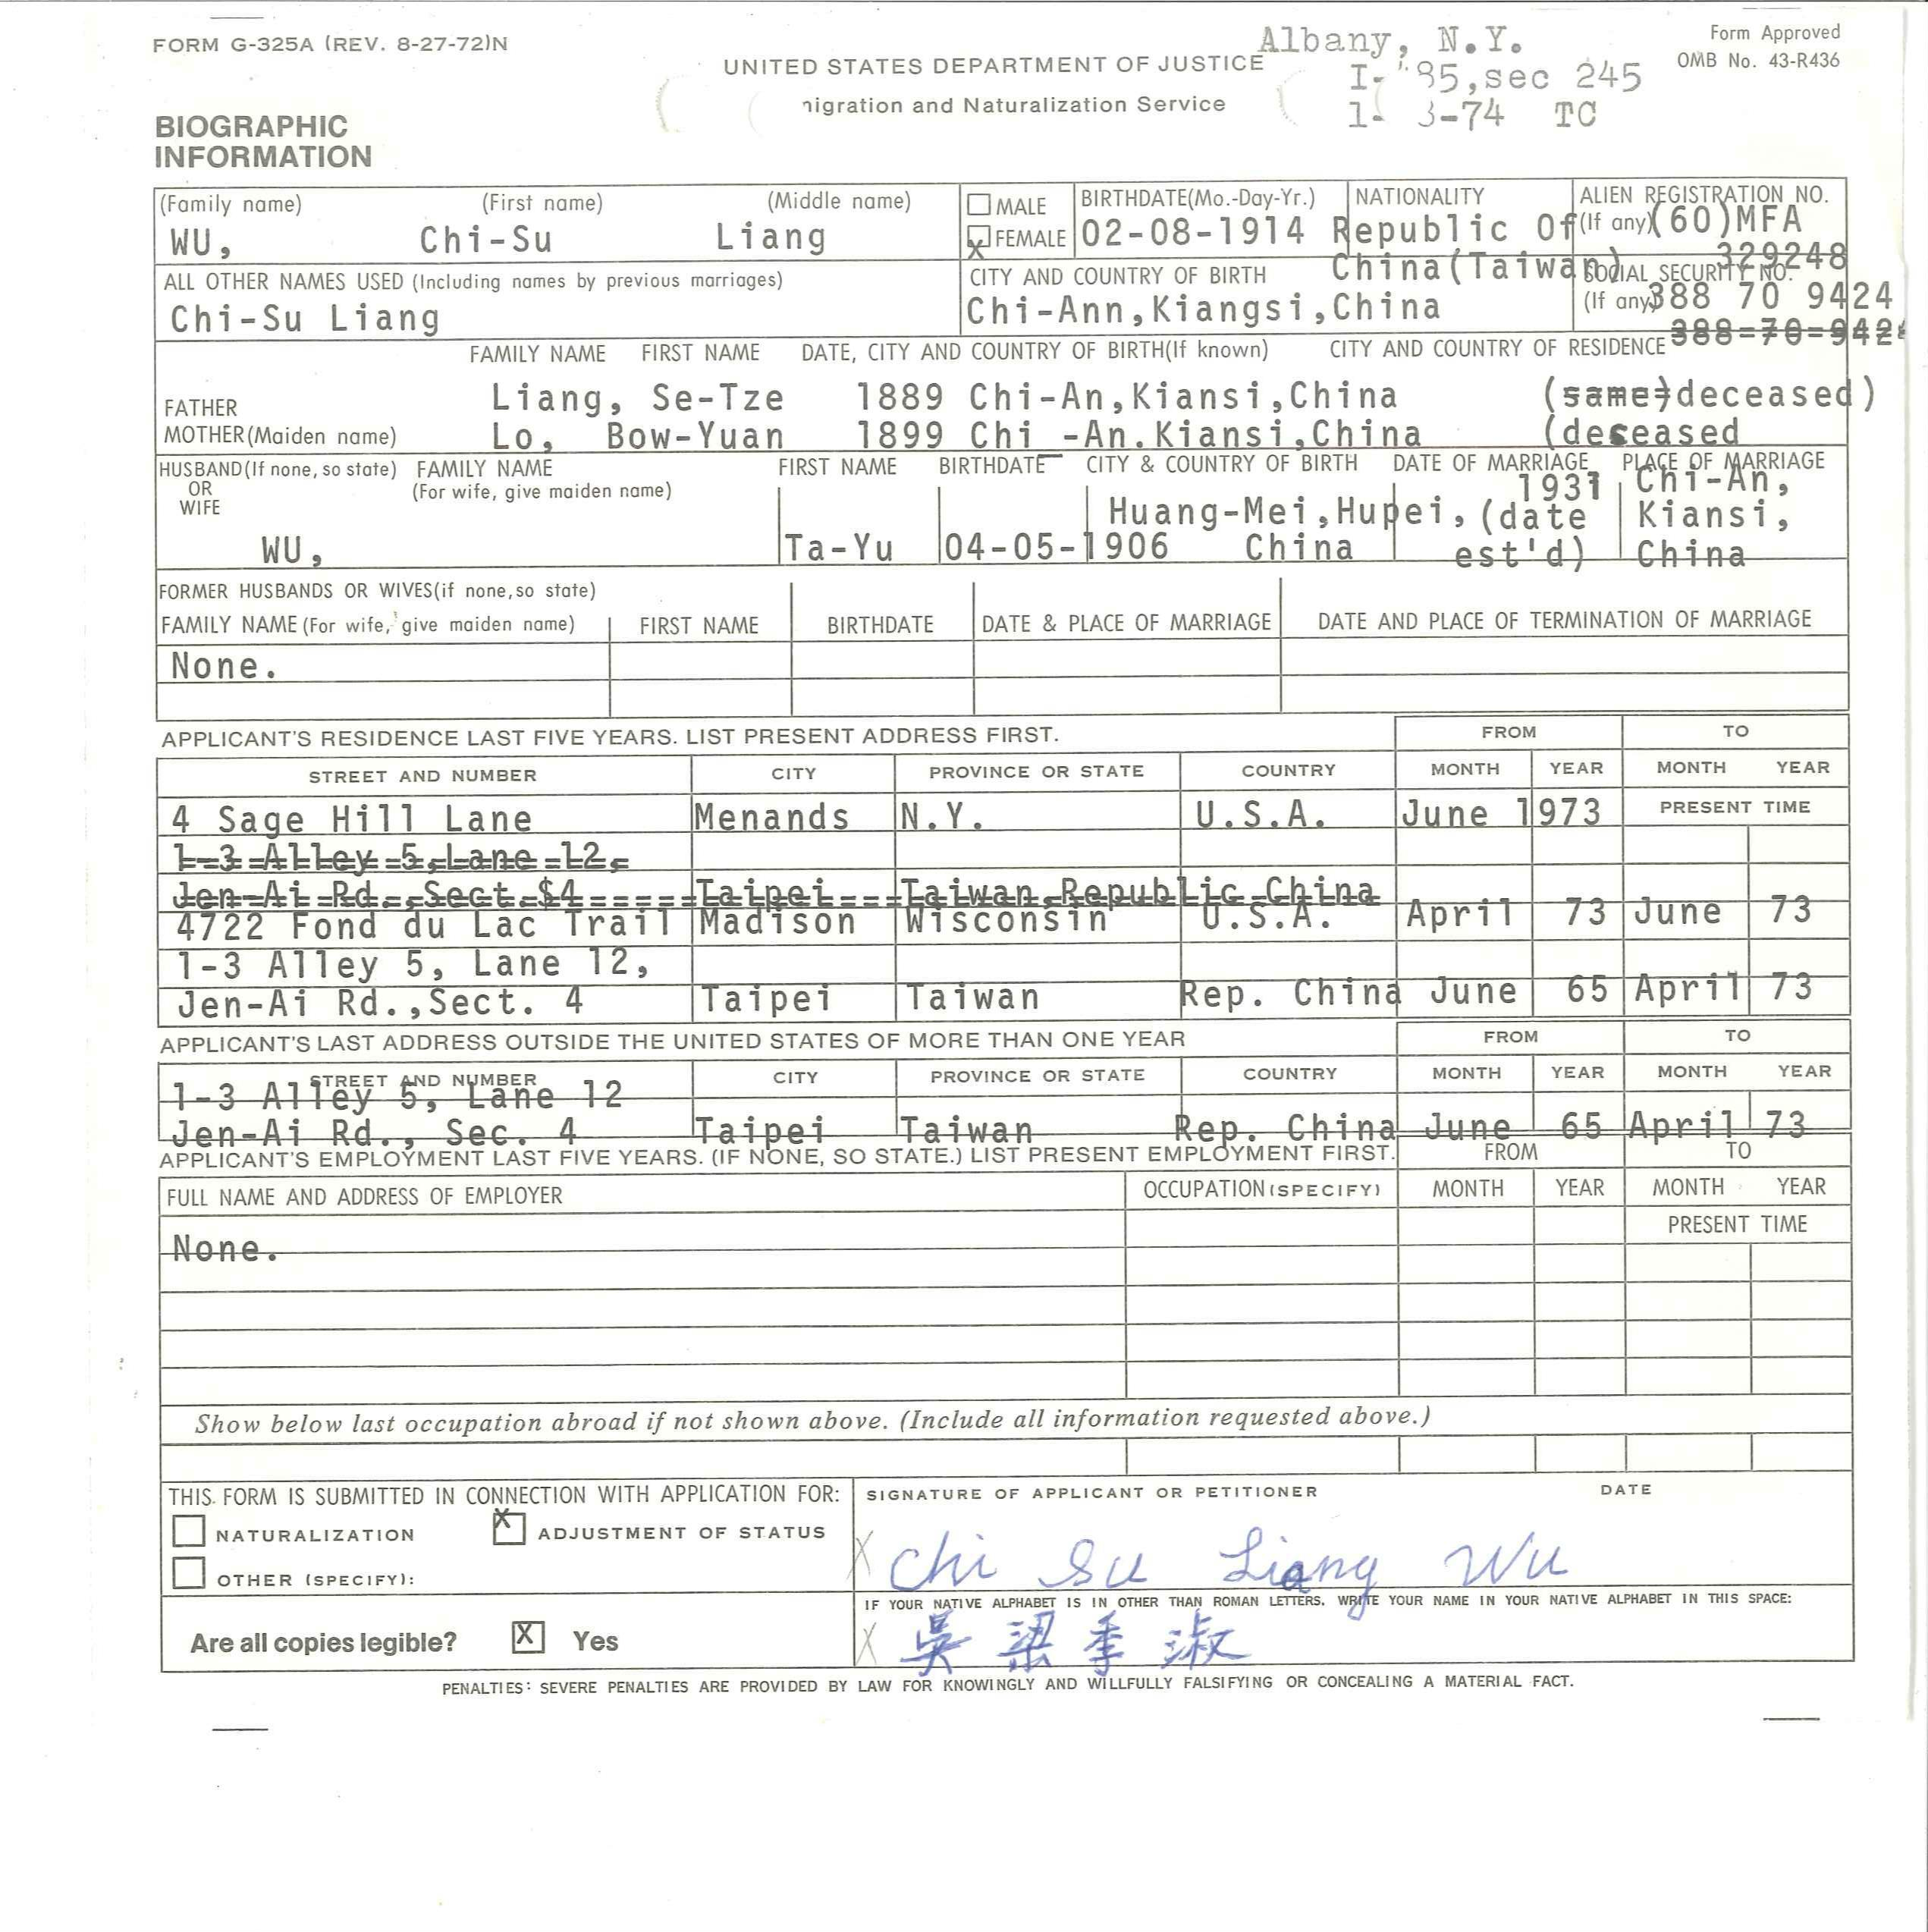 FORM G-325A (REV. 8-27-72)N
Albany, N.Y.
Form Approved
OMB No. 43-R436
UNITED STATES DEPARTMENT OF JUSTICE
sec 245
nigration and Naturalization Service
3-74 TC
BIOGRAPHIC
INFORMATION
(Family name) (First name) (Middle name) MALE BIRTHDATE(Mo.-Day-Yr.) NATIONALITY ALIEN REGISTRATION NO.
WU, Chi-Su Liang X FEMALE 02-08-1914 Republic Of (If any) (60)MFA
China(Taiwan) 329248
ALL OTHER NAMES USED (Including names by previous marriages) CITY AND COUNTRY OF BIRTH SOCIAL SECURITY NO.
Chi-Su Liang Chi-Ann,Kiangsi,China (If any) 388 70 9424
388-70-942
FAMILY NAME FIRST NAME DATE, CITY AND COUNTRY OF BIRTH(If known) CITY AND COUNTRY OF RESIDENCE
FATHER Liang, Se-Tze 1889 Chi-An,Kiansi,China (same)deceased)
MOTHER(Maiden name) Lo, Bow-Yuan 1899 Chi -An.Kiansi,China (deceased
HUSBAND(If none, so state) FAMILY NAME FIRST NAME BIRTHDATE CITY & COUNTRY OF BIRTH DATE OF MARRIAGE PLACE OF MARRIAGE
OR (For wife, give maiden name) 1931 Chi-An,
WIFE Huang-Mei,Hupei, (date Kiansi,
WU, Ta-Yu 04-05-1906 China est'd) China
FORMER HUSBANDS OR WIVES(if none,so state)
FAMILY NAME (For wife, give maiden name) FIRST NAME BIRTHDATE DATE & PLACE OF MARRIAGE DATE AND PLACE OF TERMINATION OF MARRIAGE
None.
APPLICANT'S RESIDENCE LAST FIVE YEARS. LIST PRESENT ADDRESS FIRST. FROM TO
STREET AND NUMBER CITY PROVINCE OR STATE COUNTRY MONTH YEAR MONTH YEAR
4 Sage Hill Lane Menands N.Y. U.S.A. June 1973 PRESENT TIME
1-3 Alley 5,Lane 12,
Jen-Ai Rd.,Sect.$4 Taipei Taiwan,Republic China
4722 Fond du Lac Trail Madison Wisconsin U.S.A. April 73 June 73
1-3 Alley 5, Lane 12,
Jen-Ai Rd.,Sect. 4 Taipei Taiwan Rep. China June 65 April 73
APPLICANT'S LAST ADDRESS OUTSIDE THE UNITED STATES OF MORE THAN ONE YEAR FROM TO
STREET AND NUMBER CITY PROVINCE OR STATE COUNTRY MONTH YEAR MONTH YEAR
1-3 Alley 5, Lane 12
Jen-Ai Rd., Sec. 4 Taipei Taiwan Rep. China June 65 April 73
APPLICANT'S EMPLOYMENT LAST FIVE YEARS. (IF NONE, SO STATE.) LIST PRESENT EMPLOYMENT FIRST. FROM TO
FULL NAME AND ADDRESS OF EMPLOYER OCCUPATION(SPECIFY) MONTH YEAR MONTH YEAR
PRESENT TIME
None.
Show below last occupation abroad if not shown above. (Include all information requested above.)
THIS FORM IS SUBMITTED IN CONNECTION WITH APPLICATION FOR: SIGNATURE OF APPLICANT OR PETITIONER DATE
NATURALIZATION X ADJUSTMENT OF STATUS
X Chi Su Liang Wu
OTHER (SPECIFY):
IF YOUR NATIVE ALPHABET IS IN OTHER THAN ROMAN LETTERS, WRITE YOUR NAME IN YOUR NATIVE ALPHABET IN THIS SPACE:
Are all copies legible? X Yes X 吳梁季淑
PENALTIES: SEVERE PENALTIES ARE PROVIDED BY LAW FOR KNOWINGLY AND WILLFULLY FALSIFYING OR CONCEALING A MATERIAL FACT.